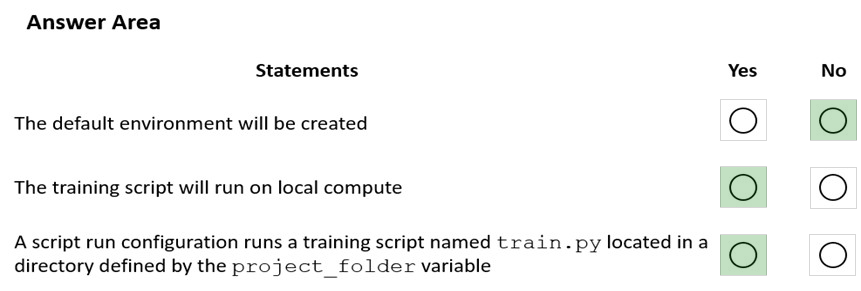 Answer Area
Statements Yes No
The default environment will be created
The training script will run on local compute
A script run configuration runs a training script named train.py located in a
directory defined by the project_folder variable